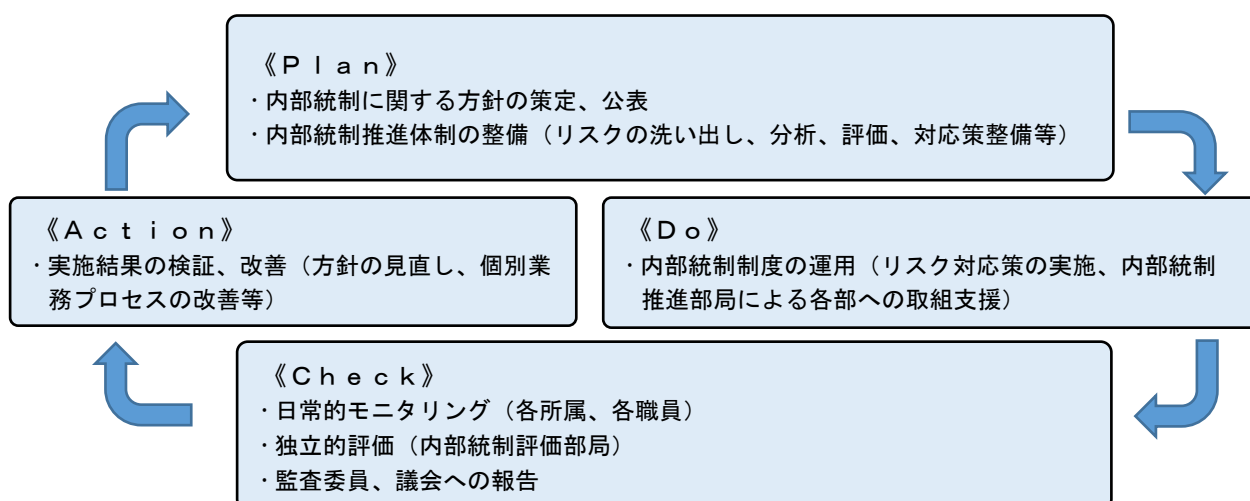 《Ｐｌａｎ》
・内部統制に関する方針の策定、公表
・内部統制推進体制の整備（リスクの洗い出し、分析、評価、対応策整備等）
《Ａｃｔｉｏｎ》
・実施結果の検証、改善（方針の見直し、個別業
務プロセスの改善等）
《Ｄｏ》
・内部統制制度の運用（リスク対応策の実施、内部統制
推進部局による各部への取組支援）
《Ｃｈｅｃｋ》
・日常的モニタリング（各所属、各職員）
・独立的評価（内部統制評価部局）
・監査委員、議会への報告